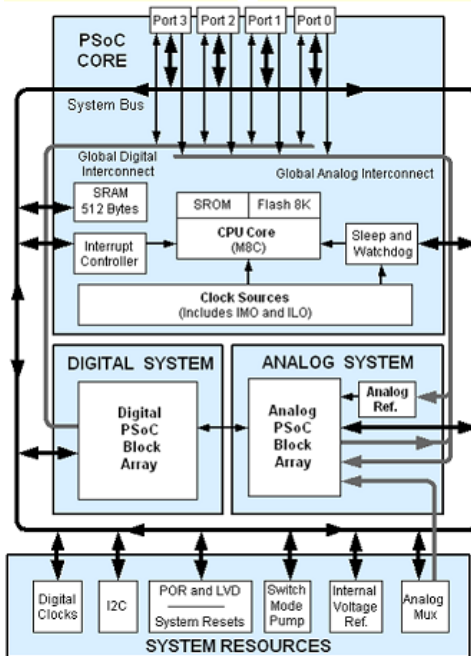 Port 3 Port 2 Port 1 Port 0
PSoC
CORE
System Bus
Global Digital
Interconnect
Global Analog Interconnect
SRAM
512 Bytes
SROM Flash 8K
CPU Core
(M8C)
Interrupt
Controller
Sleep and
Watchdog
Clock Sources
(Includes IMO and ILO)
DIGITAL SYSTEM
ANALOG SYSTEM
Digital
PSoC
Block
Array
Analog
PSoC
Block
Array
Analog
Ref.
Digital
Clocks
I2C
POR and LVD
System Resets
Switch
Mode
Pump
Internal
Voltage
Ref.
Analog
Mux
SYSTEM RESOURCES